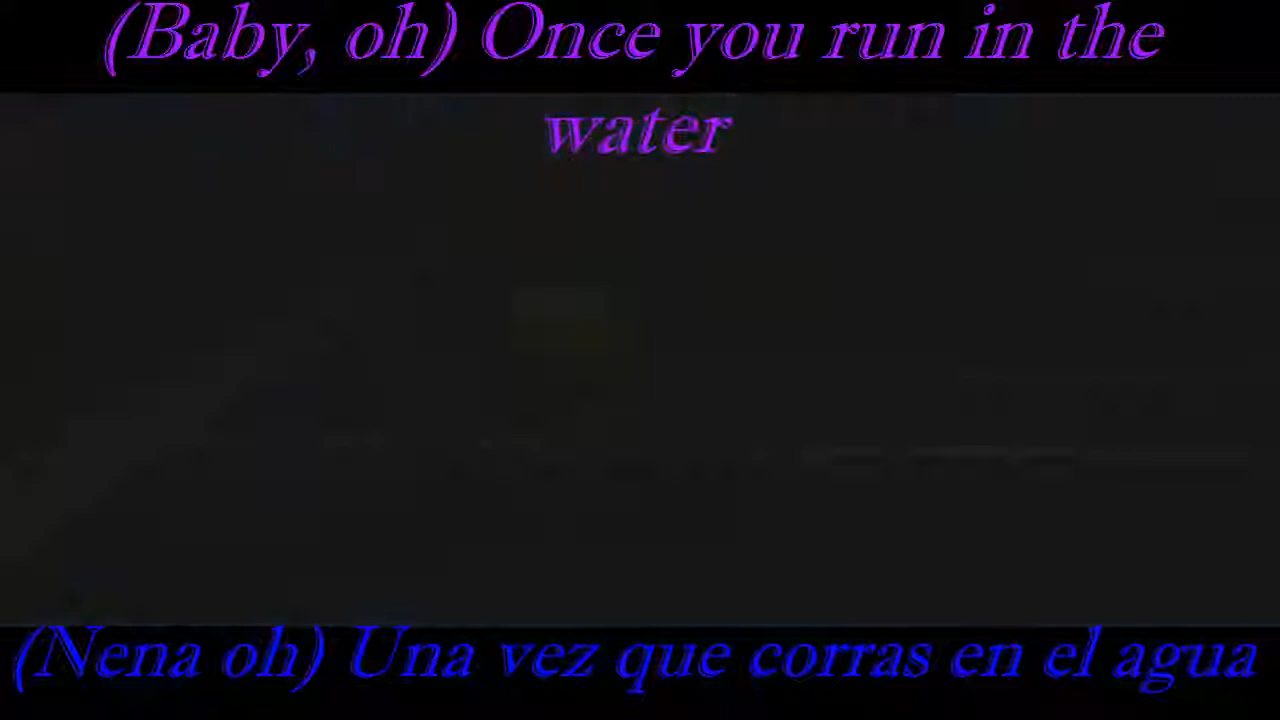 (Baby, oh) Once you run in the
water
(Nena oh) Una vez que corras en el agua